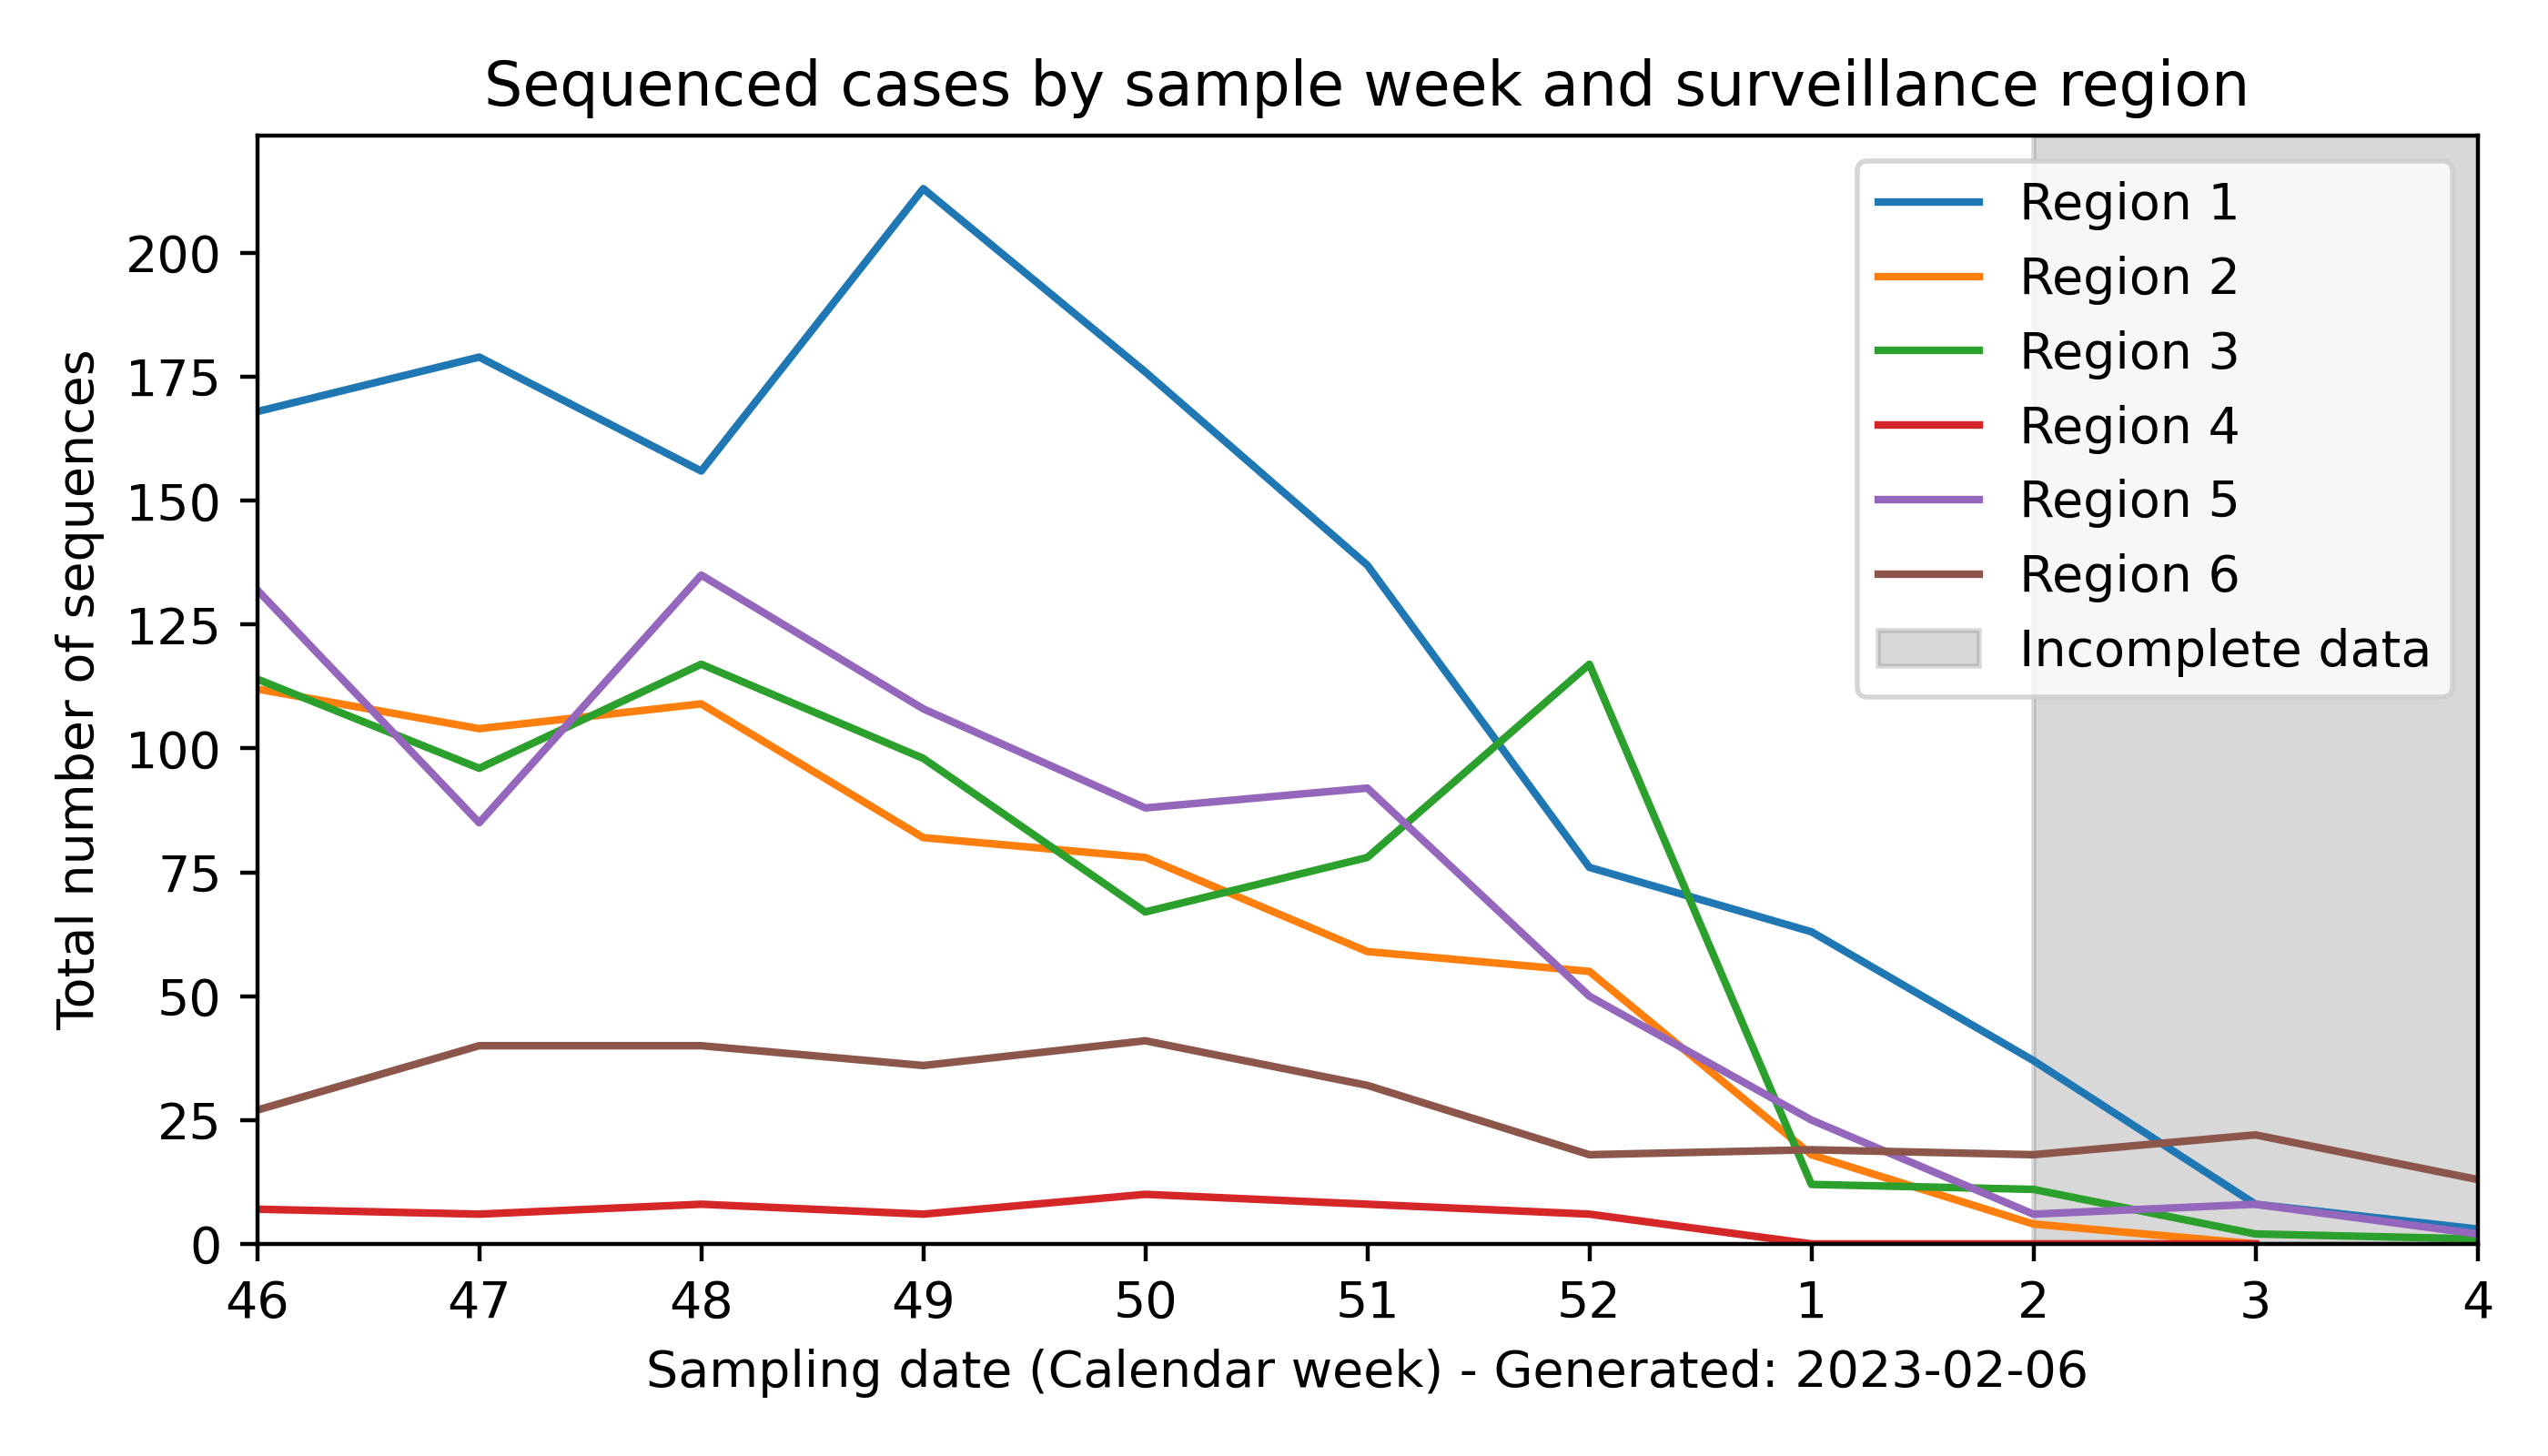 Sequenced cases by sample week and surveillance region
Total number of sequences
200
175
150
125
100
75
50
25
0
Region 1
Region 2
Region 3
Region 4
Region 5
Region 6
Incomplete data
46 47 48 49 50 51 52 1 2 3 4
Sampling date (Calendar week) - Generated: 2023-02-06